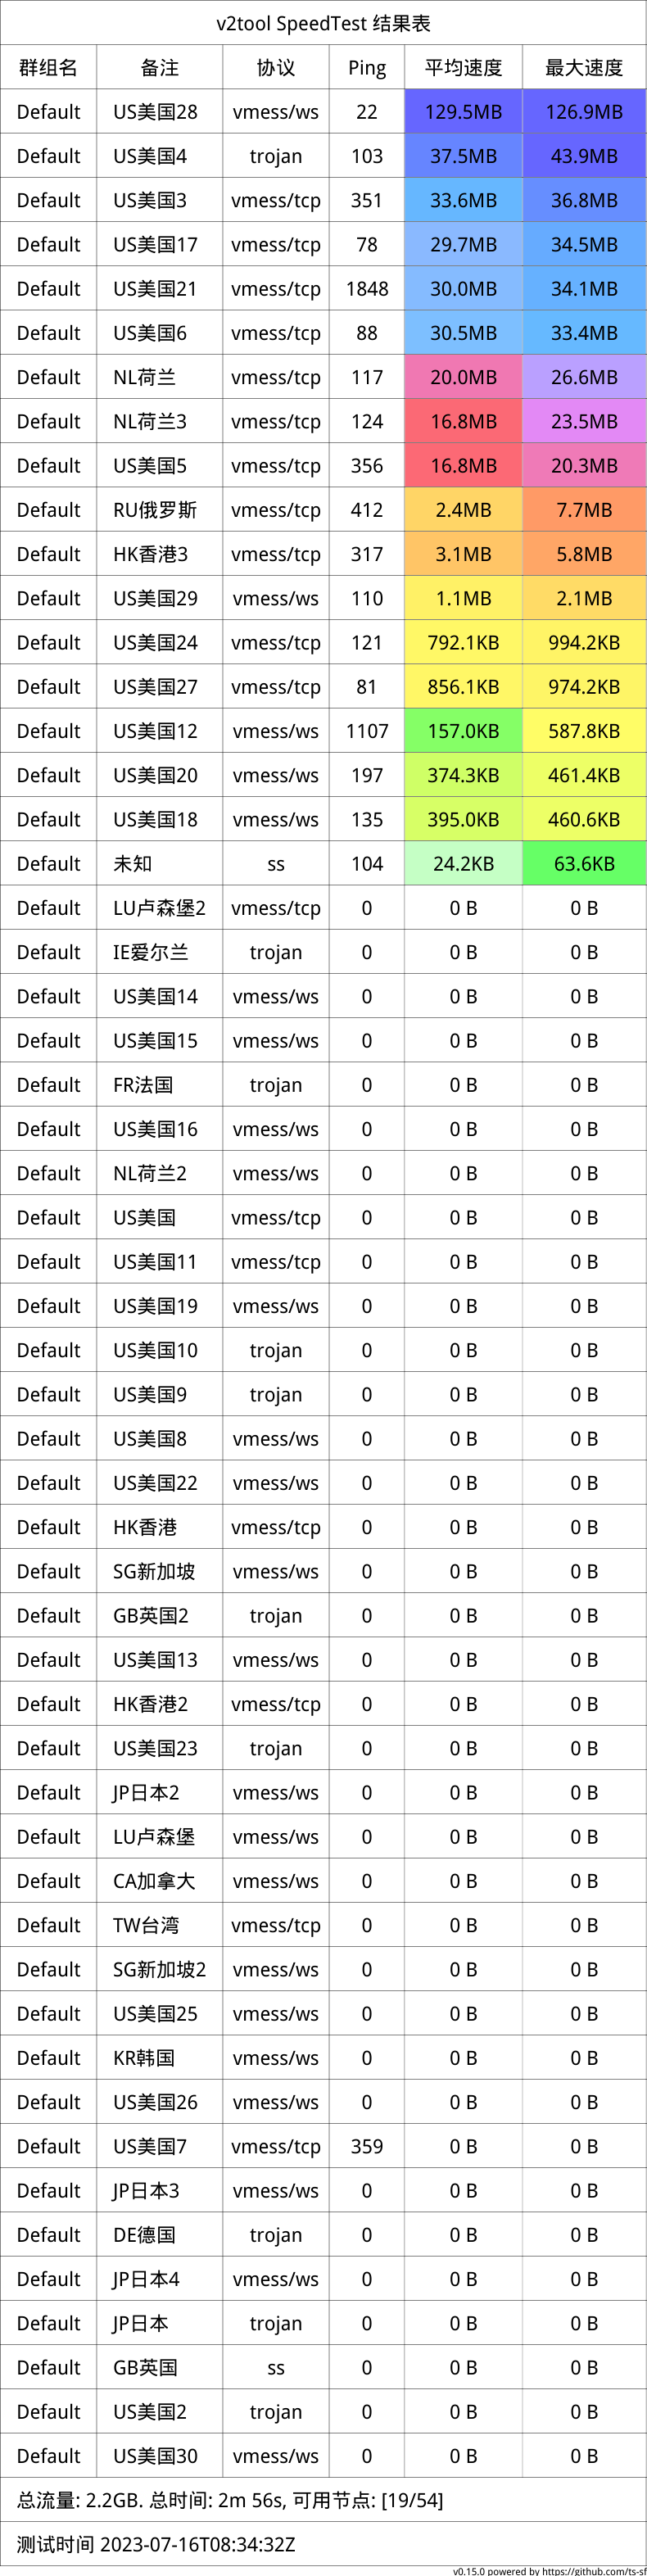 v2tool SpeedTest 结果表
群组名 备注 协议 Ping 平均速度 最大速度
Default US美国28 vmess/ws 22 129.5MB 126.9MB
Default US美国4 trojan 103 37.5MB 43.9MB
Default US美国3 vmess/tcp 351 33.6MB 36.8MB
Default US美国17 vmess/tcp 78 29.7MB 34.5MB
Default US美国21 vmess/tcp 1848 30.0MB 34.1MB
Default US美国6 vmess/tcp 88 30.5MB 33.4MB
Default NL荷兰 vmess/tcp 117 20.0MB 26.6MB
Default NL荷兰3 vmess/tcp 124 16.8MB 23.5MB
Default US美国5 vmess/tcp 356 16.8MB 20.3MB
Default RU俄罗斯 vmess/tcp 412 2.4MB 7.7MB
Default HK香港3 vmess/tcp 317 3.1MB 5.8MB
Default US美国29 vmess/ws 110 1.1MB 2.1MB
Default US美国24 vmess/tcp 121 792.1KB 994.2KB
Default US美国27 vmess/tcp 81 856.1KB 974.2KB
Default US美国12 vmess/ws 1107 157.0KB 587.8KB
Default US美国20 vmess/ws 197 374.3KB 461.4KB
Default US美国18 vmess/ws 135 395.0KB 460.6KB
Default 未知 ss 104 24.2KB 63.6KB
Default LU卢森堡2 vmess/tcp 0 0 B 0 B
Default IE爱尔兰 trojan 0 0 B 0 B
Default US美国14 vmess/ws 0 0 B 0 B
Default US美国15 vmess/ws 0 0 B 0 B
Default FR法国 trojan 0 0 B 0 B
Default US美国16 vmess/ws 0 0 B 0 B
Default NL荷兰2 vmess/ws 0 0 B 0 B
Default US美国 vmess/tcp 0 0 B 0 B
Default US美国11 vmess/tcp 0 0 B 0 B
Default US美国19 vmess/ws 0 0 B 0 B
Default US美国10 trojan 0 0 B 0 B
Default US美国9 trojan 0 0 B 0 B
Default US美国8 vmess/ws 0 0 B 0 B
Default US美国22 vmess/ws 0 0 B 0 B
Default HK香港 vmess/tcp 0 0 B 0 B
Default SG新加坡 vmess/ws 0 0 B 0 B
Default GB英国2 trojan 0 0 B 0 B
Default US美国13 vmess/ws 0 0 B 0 B
Default HK香港2 vmess/tcp 0 0 B 0 B
Default US美国23 trojan 0 0 B 0 B
Default JP日本2 vmess/ws 0 0 B 0 B
Default LU卢森堡 vmess/ws 0 0 B 0 B
Default CA加拿大 vmess/ws 0 0 B 0 B
Default TW台湾 vmess/tcp 0 0 B 0 B
Default SG新加坡2 vmess/ws 0 0 B 0 B
Default US美国25 vmess/ws 0 0 B 0 B
Default KR韩国 vmess/ws 0 0 B 0 B
Default US美国26 vmess/ws 0 0 B 0 B
Default US美国7 vmess/tcp 359 0 B 0 B
Default JP日本3 vmess/ws 0 0 B 0 B
Default DE德国 trojan 0 0 B 0 B
Default JP日本4 vmess/ws 0 0 B 0 B
Default JP日本 trojan 0 0 B 0 B
Default GB英国 ss 0 0 B 0 B
Default US美国2 trojan 0 0 B 0 B
Default US美国30 vmess/ws 0 0 B 0 B
总流量: 2.2GB. 总时间: 2m 56s, 可用节点: [19/54]
测试时间 2023-07-16T08:34:32Z
v0.15.0 powered by https://github.com/ts-sf